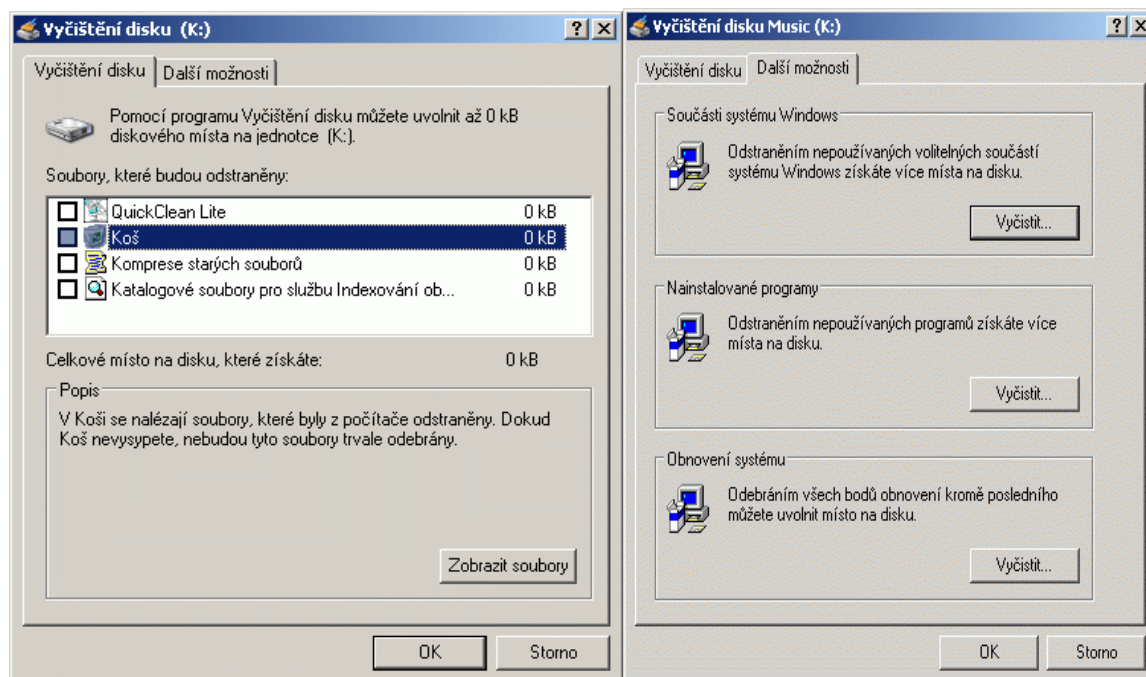 Vyčištění disku (K:)
Vyčištění disku
Další možnosti
Pomocí programu Vyčištění disku můžete uvolnit až 0 kB
diskového místa na jednotce (K:).
Soubory, které budou odstraněny:
QuickClean Lite 0 kB
Koš 0 kB
Komprese starých souborů 0 kB
Katalogové soubory pro službu Indexování ob... 0 kB
Celkové místo na disku, které získáte: 0 kB
Popis
V Koši se nalézají soubory, které byly z počítače odstraněny. Dokud
Koš nevysypete, nebudou tyto soubory trvale odebrány.
Zobrazit soubory
OK
Storno
Vyčištění disku Music (K:)
Vyčištění disku
Další možnosti
Součásti systému Windows
Odstraněním nepoužívaných volitelných součástí
systému Windows získáte více místa na disku.
Vyčistit...
Nainstalované programy
Odstraněním nepoužívaných programů získáte více
místa na disku.
Vyčistit...
Obnovení systému
Odebráním všech bodů obnovení kromě posledního
můžete uvolnit místo na disku.
Vyčistit...
OK
Storno